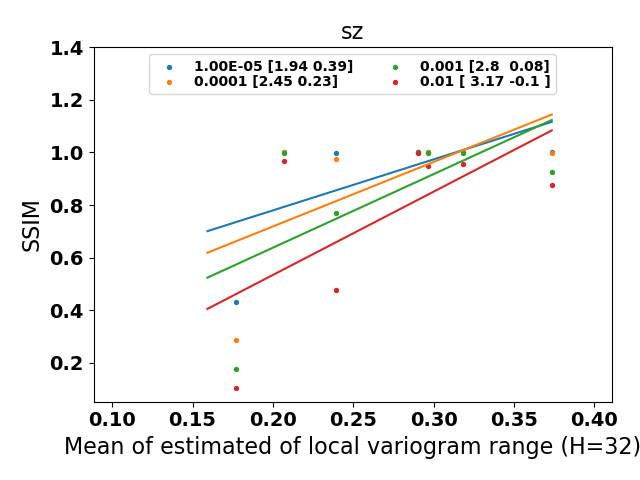 sz
1.00E-05 [1.94 0.39]
0.0001 [2.45 0.23]
0.001 [2.8  0.08]
0.01 [ 3.17 -0.1 ]
SSIM
1.4
1.2
1.0
0.8
0.6
0.4
0.2
0.10 0.15 0.20 0.25 0.30 0.35 0.40
Mean of estimated of local variogram range (H=32)